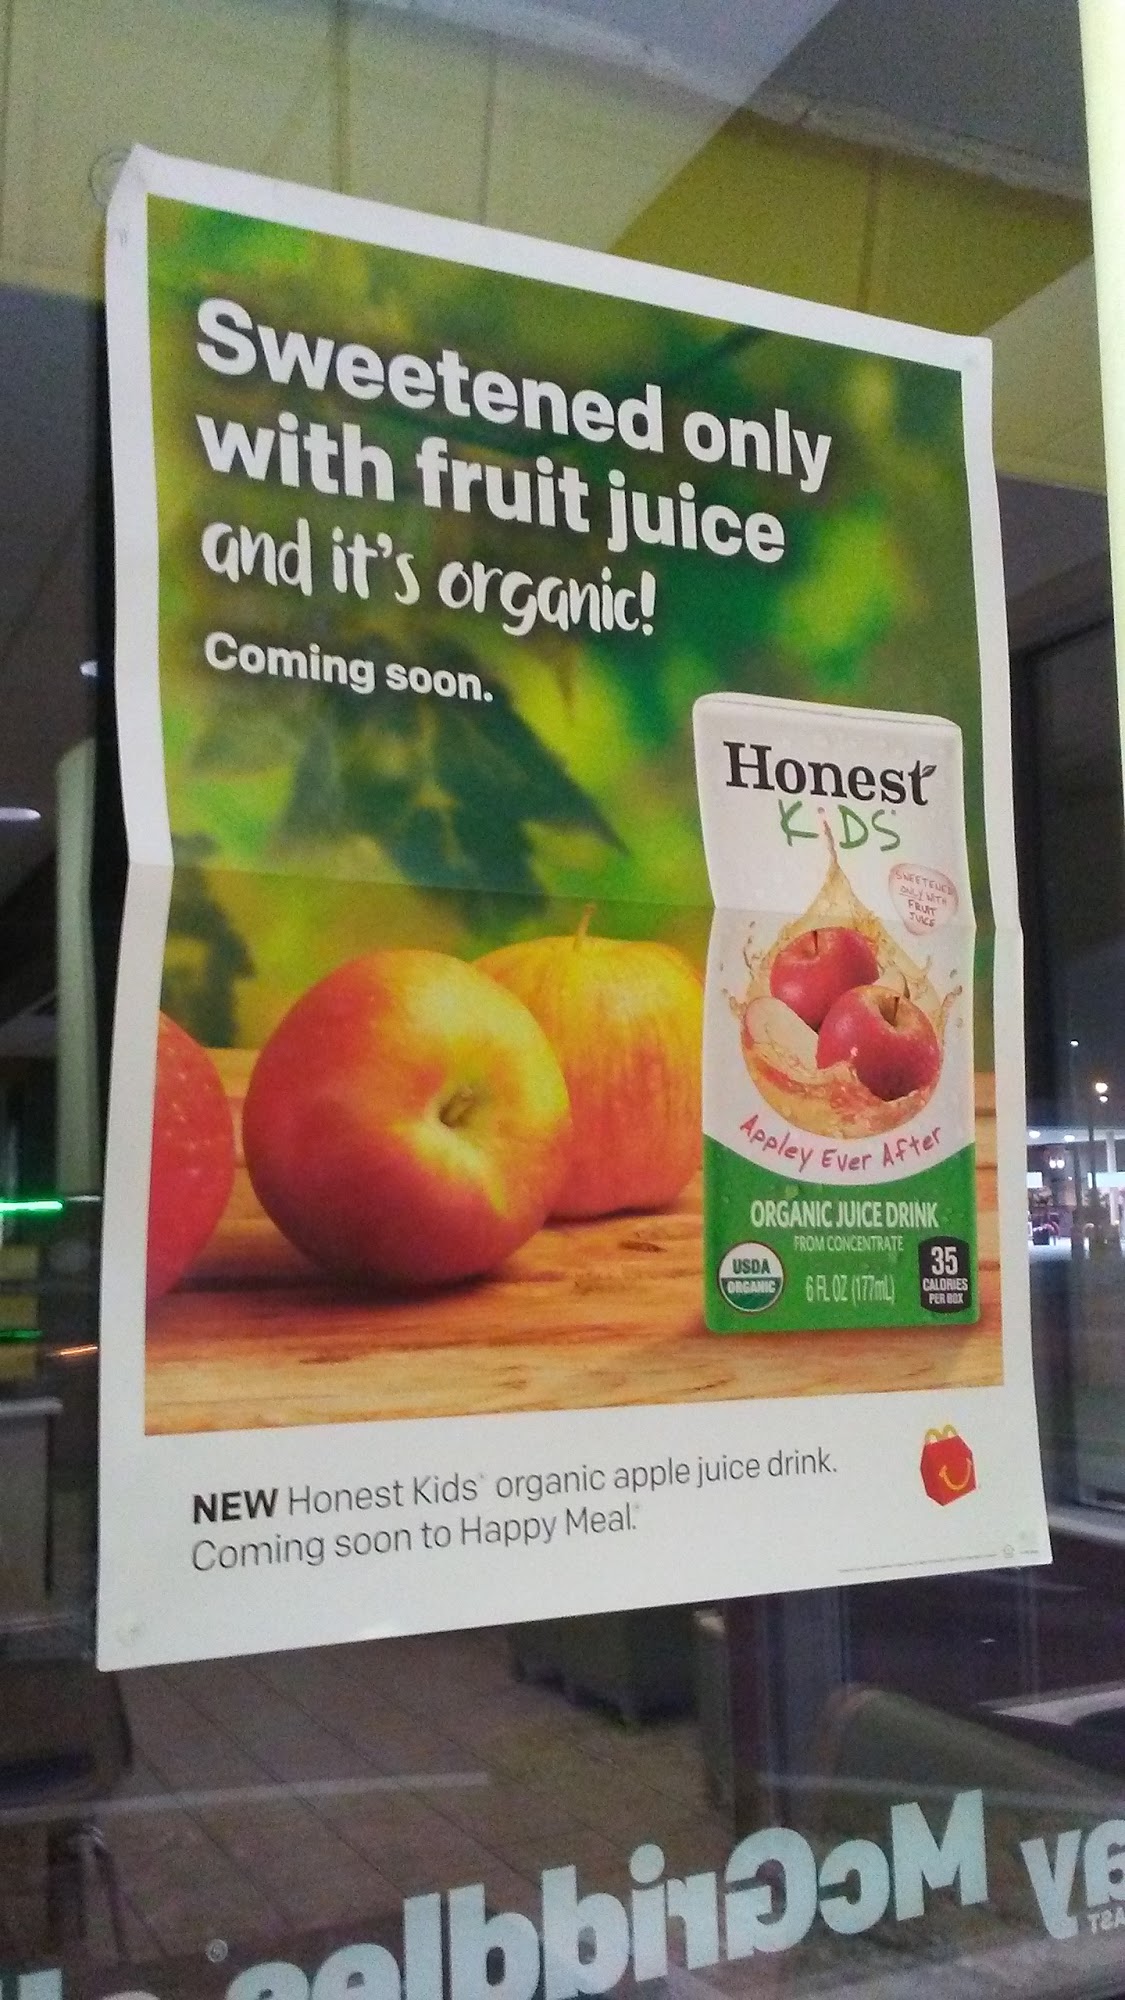 Sweetened only
with fruit juice
and it's organic!
Coming soon.
Honest
KiDS
SWEETENED
ONLY WITH
FRUIT
JUICE
Appley Ever After
ORGANIC JUICE DRINK
FROM CONCENTRATE
USDA
ORGANIC
6 FL OZ (177mL)
35
CALORIES
PER BOX
NEW Honest Kids® organic apple juice drink.
Coming soon to Happy Meal.®
McGriddles